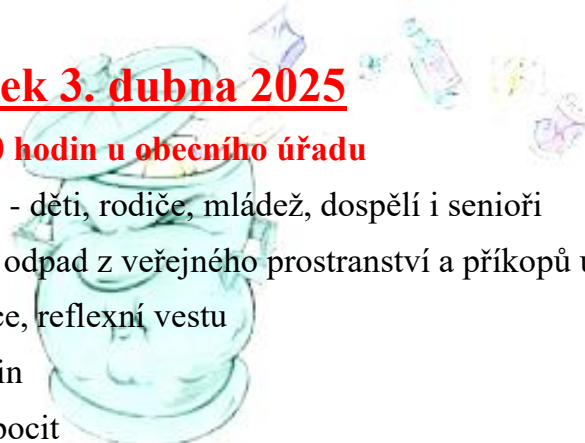 ek 3. dubna 2025
0 hodin u obecního úřadu
- děti, rodiče, mládež, dospělí i senioři
odpad z veřejného prostranství a příkopů u
ce, reflexní vestu
in
pocit